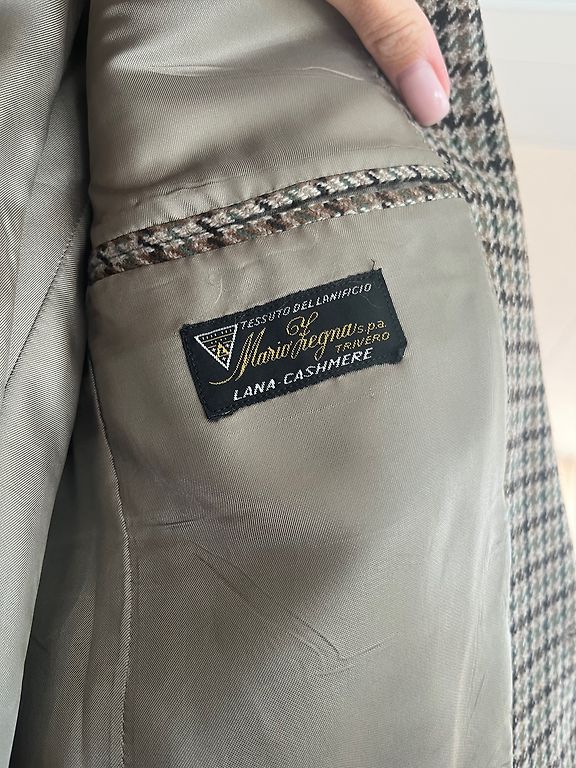 TESSUTO DEL LANIFICIO
Mario Zegna s.p.a.
TRIVERO
LANA-CASHMERE